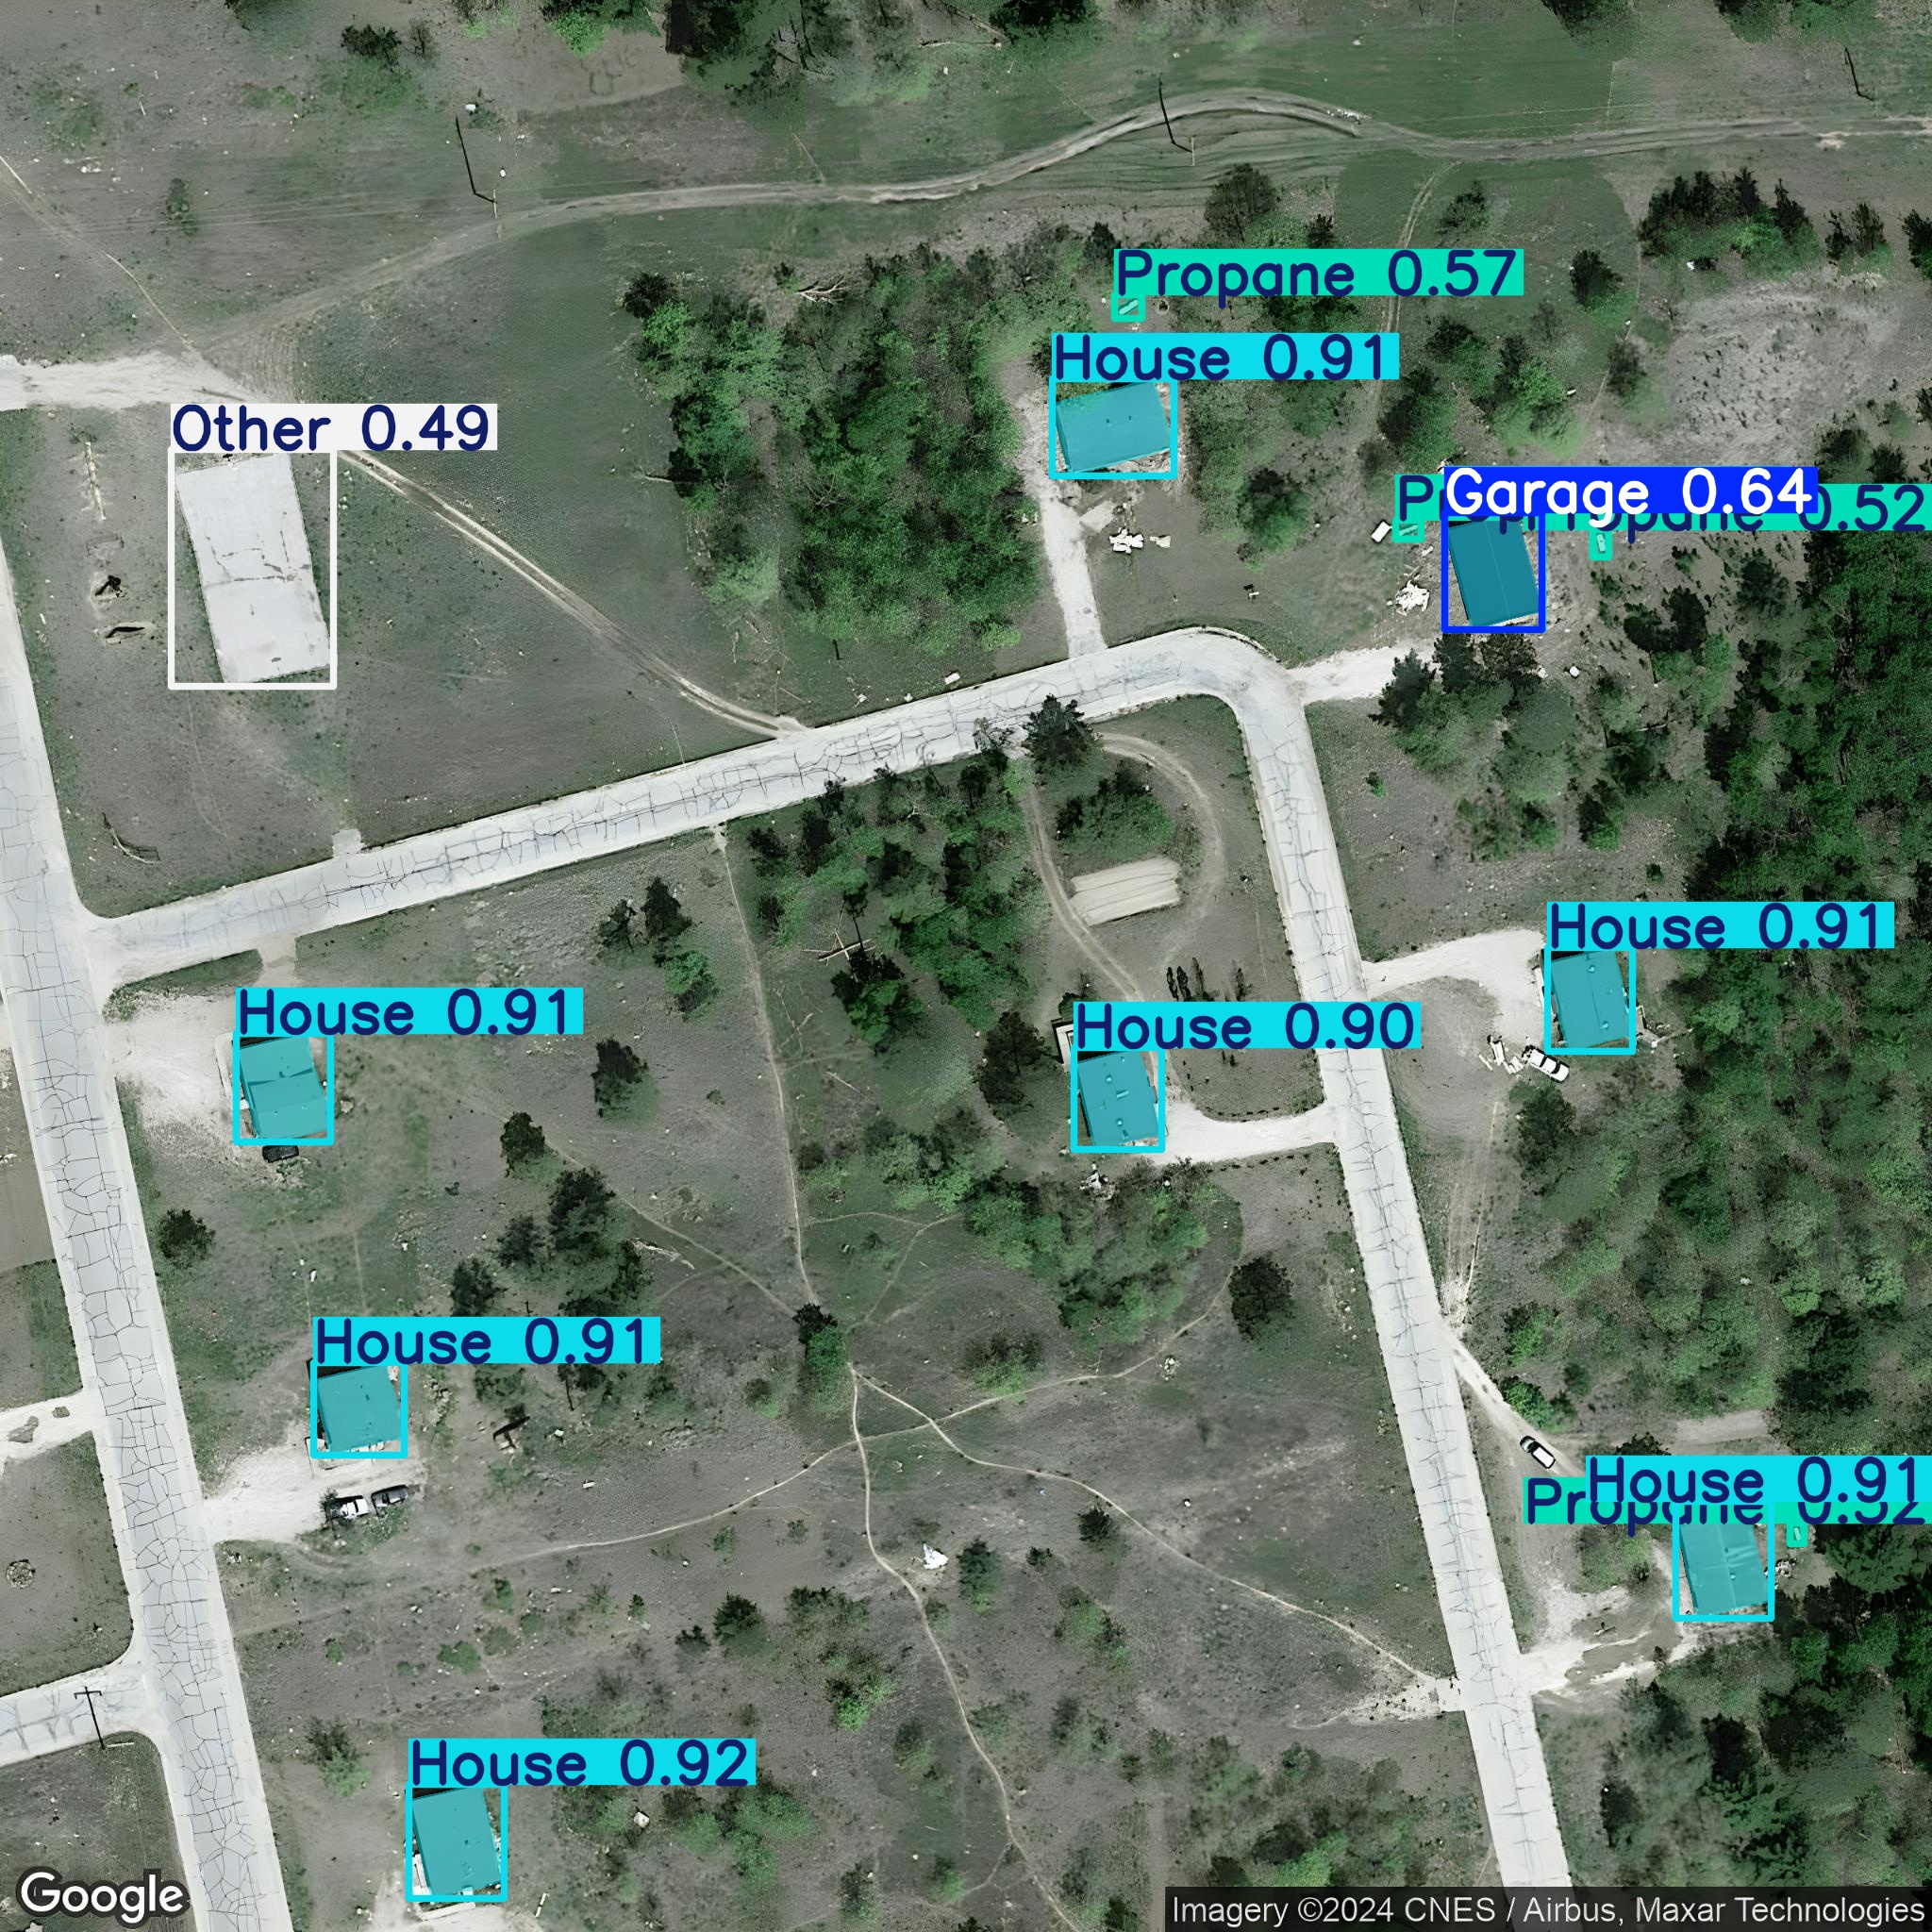 Propane 0.57
House 0.91
Other 0.49
Garage 0.64
Propane 0.52
House 0.91
House 0.91
House 0.90
House 0.91
House 0.91
House 0.92
Google
Imagery ©2024 CNES / Airbus, Maxar Technologies